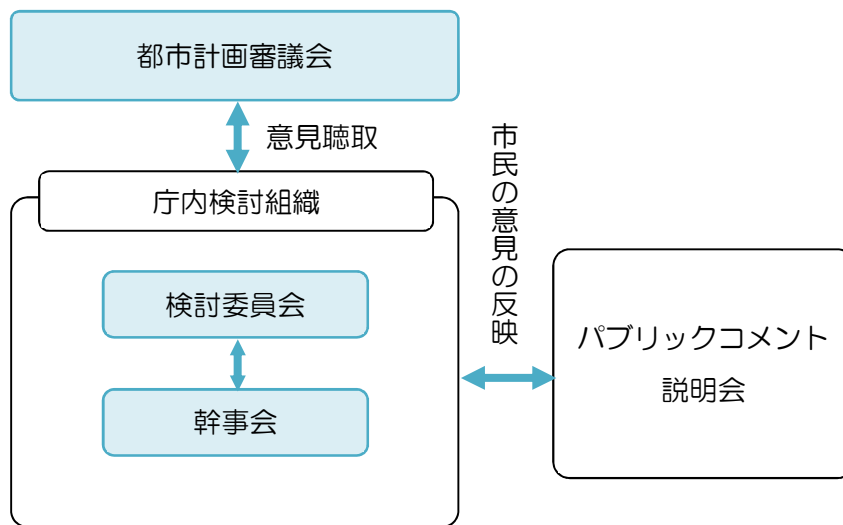 都市計画審議会
意見聴取
庁内検討組織
検討委員会
幹事会
市民の意見の反映
パブリックコメント
説明会